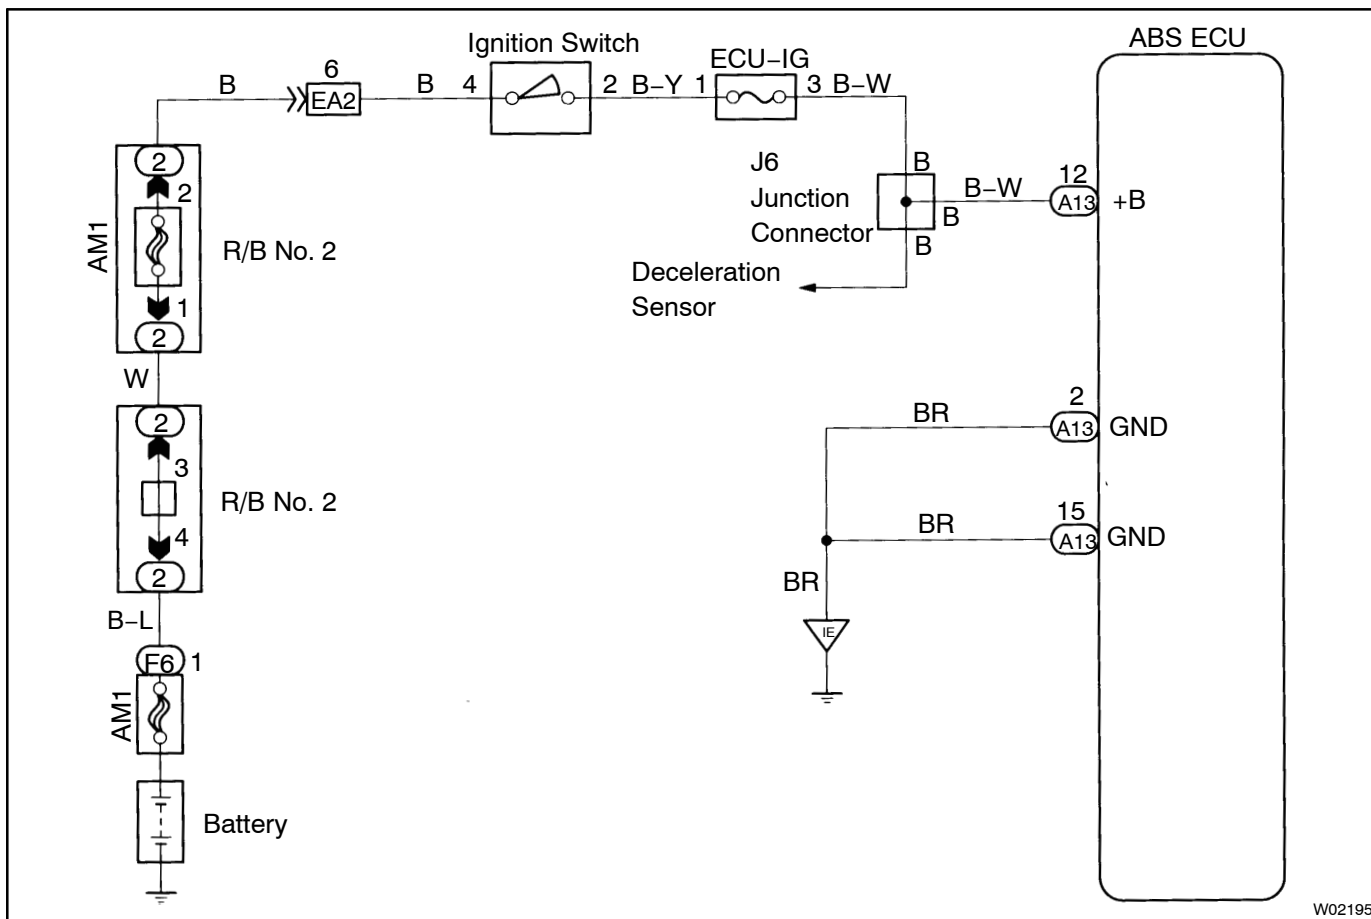 Ignition Switch
ECU−IG
ABS ECU
B
6
EA2
B
4
2
B−Y
1
3
B−W
2
2
AM1
R/B No. 2
1
2
J6
Junction
Connector
B
B
B
B−W
12
A13
+B
Deceleration
Sensor
W
2
3
R/B No. 2
4
2
BR
2
A13
GND
BR
15
A13
GND
BR
IE
B−L
F6
1
AM1
Battery
W02195